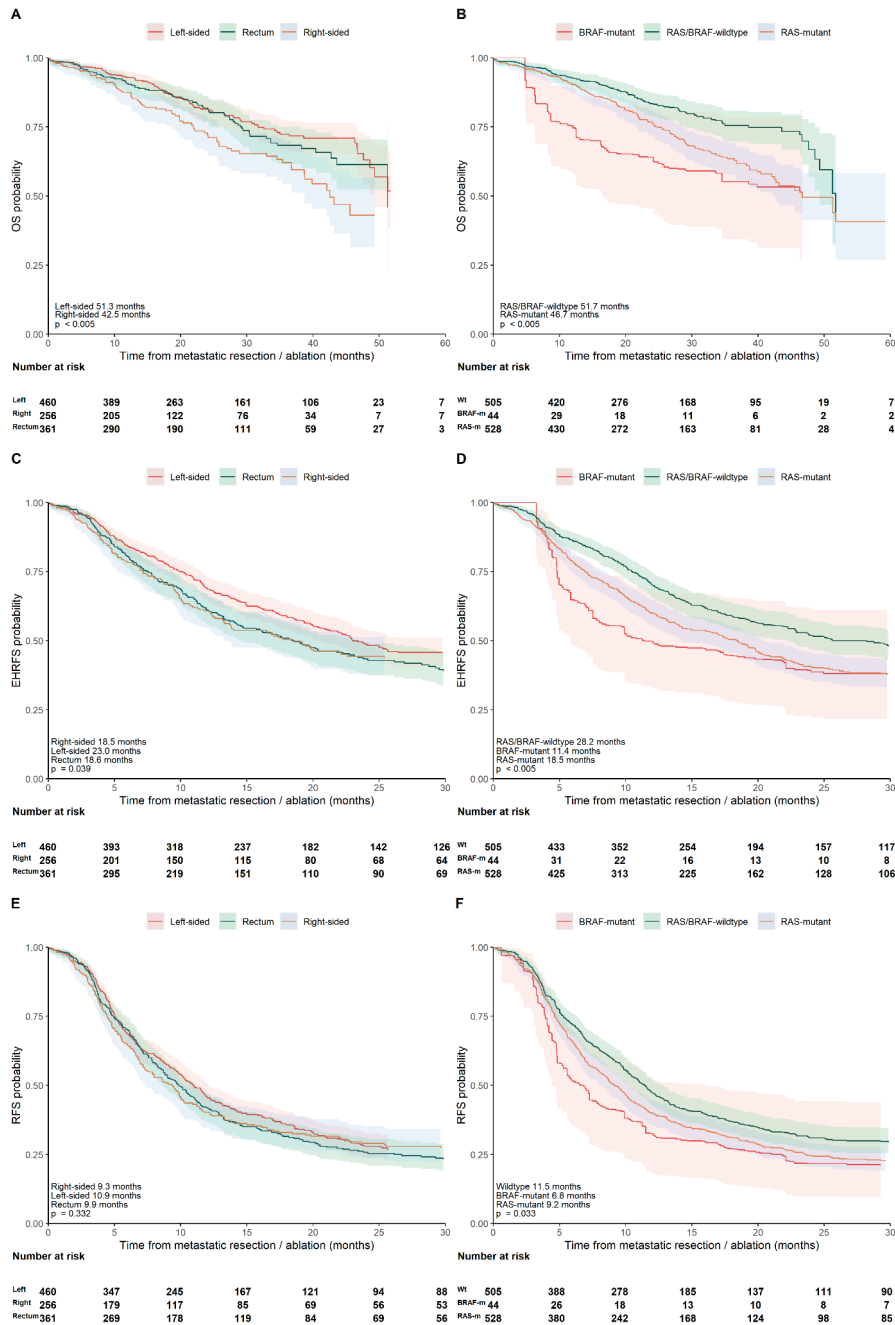 A
Left-sided Rectum Right-sided
1.00
0.75
0.50
0.25
0.00
OS probability
Left-sided 51.3 months
Right-sided 42.5 months
p < 0.005
0 10 20 30 40 50 60
Time from metastatic resection / ablation (months)
Number at risk
Left 460 389 263 161 106 23 7
Right 256 205 122 76 34 7 7
Rectum 361 290 190 111 59 27 3
B
BRAF-mutant RAS/BRAF-wildtype RAS-mutant
1.00
0.75
0.50
0.25
0.00
OS probability
RAS/BRAF-wildtype 51.7 months
RAS-mutant 46.7 months
p < 0.005
0 10 20 30 40 50 60
Time from metastatic resection / ablation (months)
Number at risk
Wt 505 420 276 168 95 19 7
BRAF-m 44 29 18 11 6 2 2
RAS-m 528 430 272 163 81 28 4
C
Left-sided Rectum Right-sided
1.00
0.75
0.50
0.25
0.00
EHRFS probability
Right-sided 18.5 months
Left-sided 23.0 months
Rectum 18.6 months
p = 0.039
0 5 10 15 20 25 30
Time from metastatic resection / ablation (months)
Number at risk
Left 460 393 318 237 182 142 126
Right 256 201 150 115 80 68 64
Rectum 361 295 219 151 110 90 69
D
BRAF-mutant RAS/BRAF-wildtype RAS-mutant
1.00
0.75
0.50
0.25
0.00
EHRFS probability
RAS/BRAF-wildtype 28.2 months
BRAF-mutant 11.4 months
RAS-mutant 18.5 months
p < 0.005
0 5 10 15 20 25 30
Time from metastatic resection / ablation (months)
Number at risk
Wt 505 433 352 254 194 157 117
BRAF-m 44 31 22 16 13 10 8
RAS-m 528 425 313 225 162 128 106
E
Left-sided Rectum Right-sided
1.00
0.75
0.50
0.25
0.00
RFS probability
Right-sided 9.3 months
Left-sided 10.9 months
Rectum 9.9 months
p = 0.332
0 5 10 15 20 25 30
Time from metastatic resection / ablation (months)
Number at risk
Left 460 347 245 167 121 94 88
Right 256 179 117 85 69 56 53
Rectum 361 269 178 119 84 69 56
F
BRAF-mutant RAS/BRAF-wildtype RAS-mutant
1.00
0.75
0.50
0.25
0.00
RFS probability
Wildtype 11.5 months
BRAF-mutant 6.8 months
RAS-mutant 9.2 months
p = 0.033
0 5 10 15 20 25 30
Time from metastatic resection / ablation (months)
Number at risk
Wt 505 388 278 185 137 111 90
BRAF-m 44 26 18 13 10 8 7
RAS-m 528 380 242 168 124 98 85